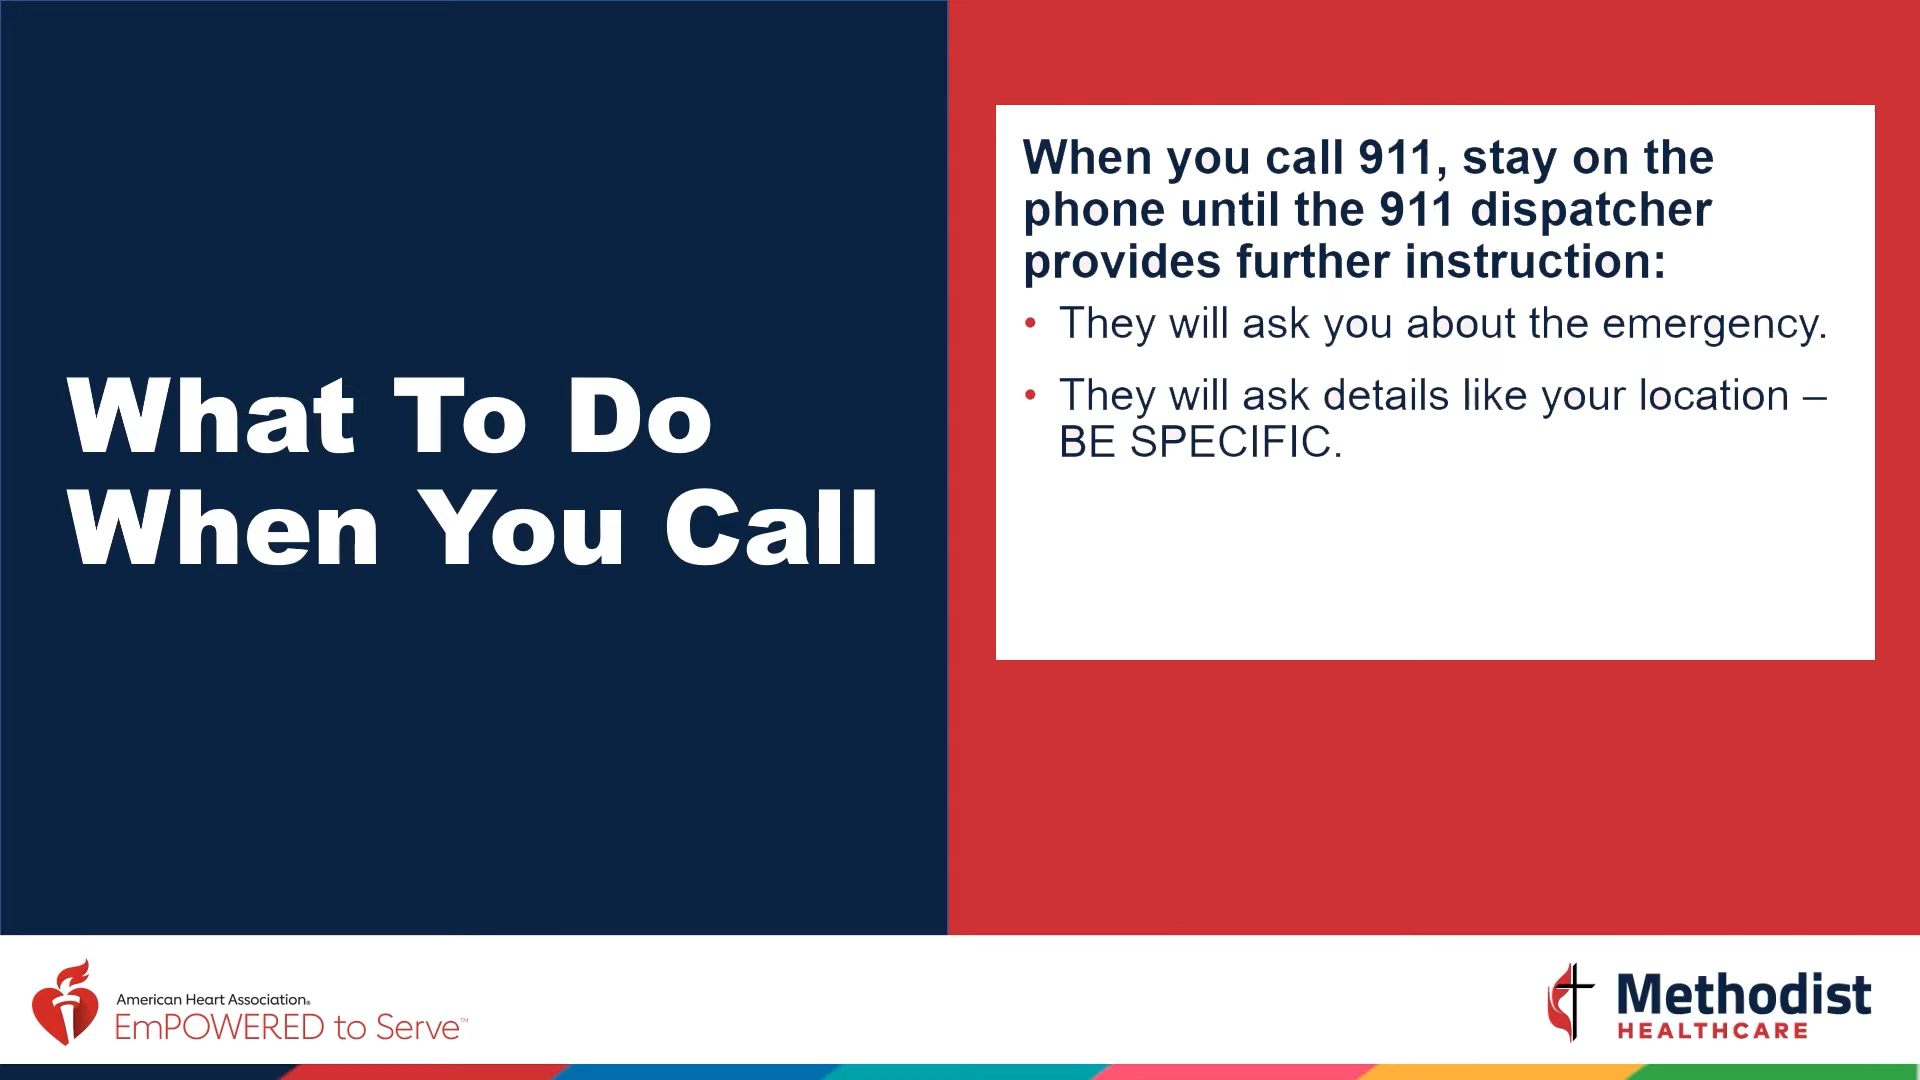 What To Do
When You Call
When you call 911, stay on the
phone until the 911 dispatcher
provides further instruction:
• They will ask you about the emergency.
• They will ask details like your location –
BE SPECIFIC.
American Heart Association®
EmPOWERED to Serve™
Methodist
HEALTHCARE